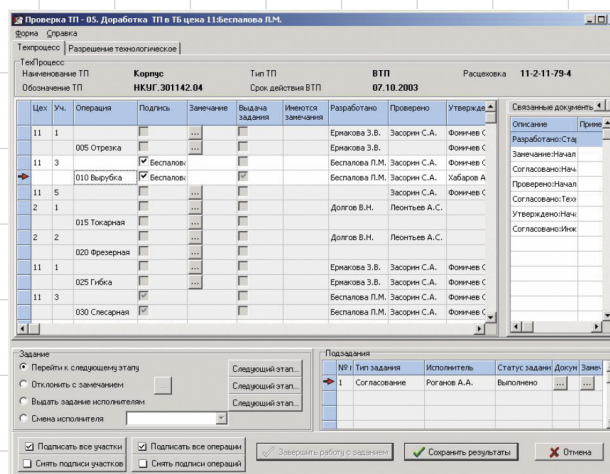 Проверка ТП - 05. Доработка ТП в ТБ цеха 11:Беспалова Л.М.
Форма Справка
Техпроцесс Разрешение технологическое
ТехПроцесс
Наименование ТП Корпус Тип ТП ВТП Расцеховка 11-2-11-79-4
Обозначение ТП НКУГ.301142.04 Срок действия ВТП 07.10.2003
Цех Уч. Операция Подпись Замечание Выдача задания Имеются замечания Разработано Проверено Утвержде
11 1 ... Ермакова З.В. Засорин С.А. Фомичев С
005 Отрезка ... Ермакова З.В. Фомичев С
11 3 Беспалова Беспалова Л.М. Засорин С.А. Фомичев С
010 Вырубка Беспалова Беспалова Л.М. Засорин С.А. Хабаров А
11 5 ... Засорин С.А. Фомичев С
2 1 ... Долгов В.Н. Леонтьев А.С.
015 Токарная ...
2 2 ... Долгов В.Н. Леонтьев А.С.
020 Фрезерная ...
11 1 ... Ермакова З.В. Засорин С.А. Фомичев С
025 Гибка ... Ермакова З.В. Засорин С.А. Фомичев С
11 3 Беспалова Л.М. Засорин С.А. Фомичев С
030 Слесарная Беспалова Л.М. Засорин С.А. Фомичев С
Связанные документы
Описание Приме
Разработано:Ста
Замечание:Начал
Согласовано:Нач
Проверено:Начал
Согласовано:Техн
Утверждено:Нача
Согласовано:Инж
Задание
Перейти к следующему этапу Следующий этап...
Отклонить с замечанием ... Следующий этап...
Выдать задание исполнителям Следующий этап...
Смена исполнителя
Подзадания
№ Тип задания Исполнитель Статус задани Докум Замеч
1 Согласование Роганов А.А. Выполнено ... ...
Подписать все участки Подписать все операции
Снять подписи участков Снять подписи операций
Завершить работу с заданием Сохранить результаты Отмена